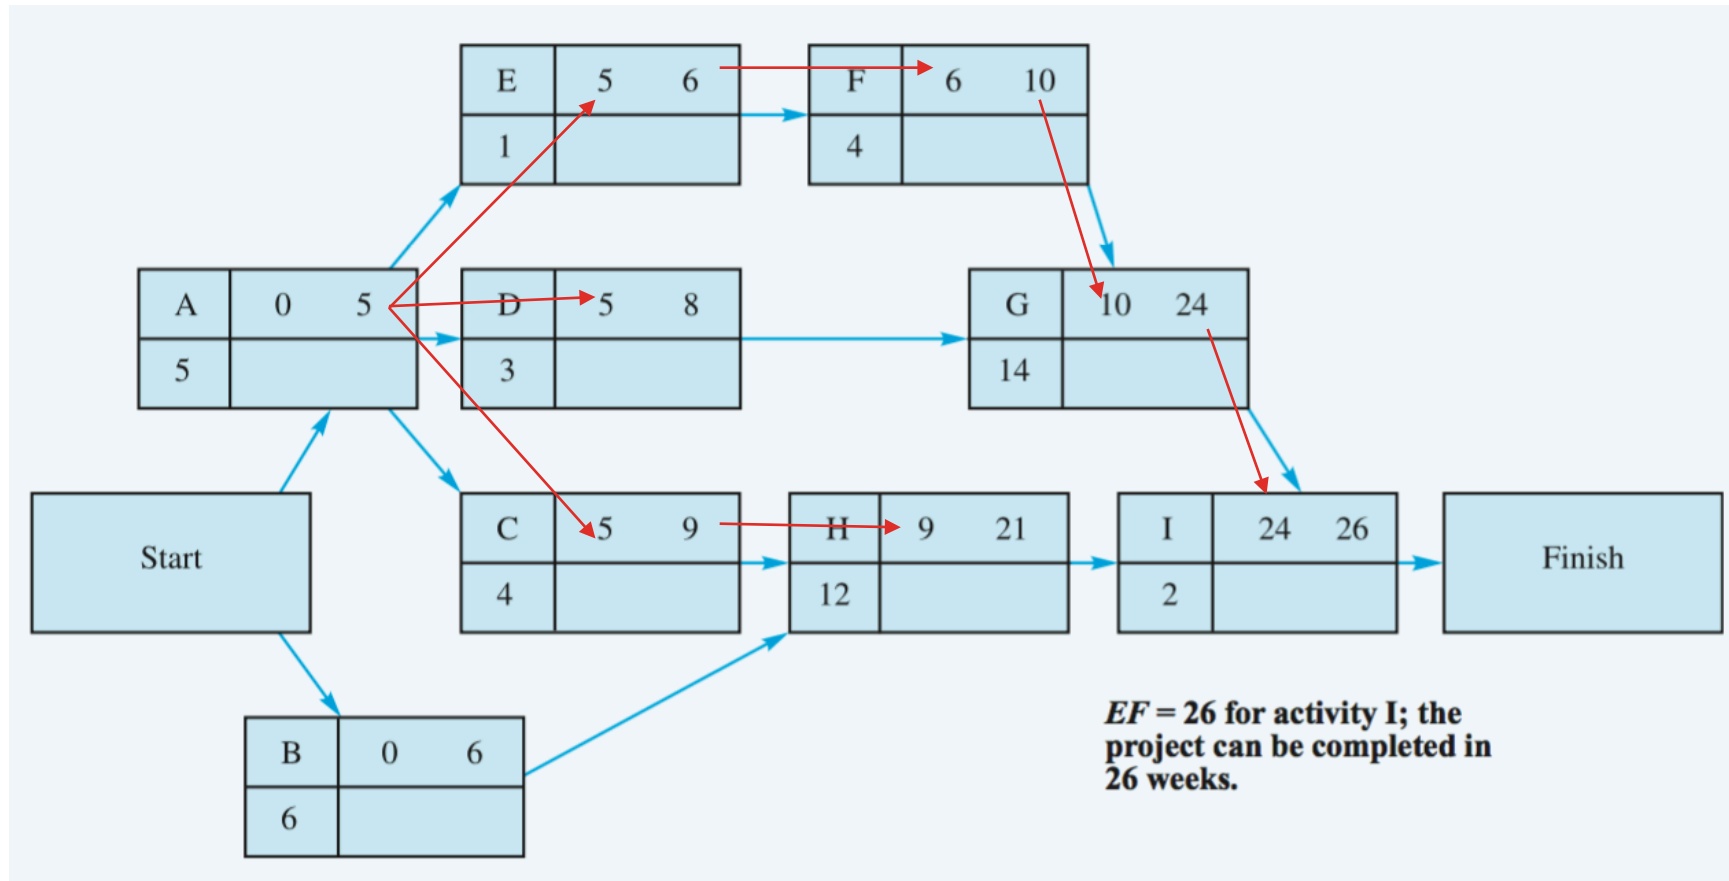 E 5 6
1
F 6 10
4
A 0 5
5
D 5 8
3
G 10 24
14
Start
C 5 9
4
H 9 21
12
I 24 26
2
Finish
B 0 6
6
EF = 26 for activity I; the
project can be completed in
26 weeks.